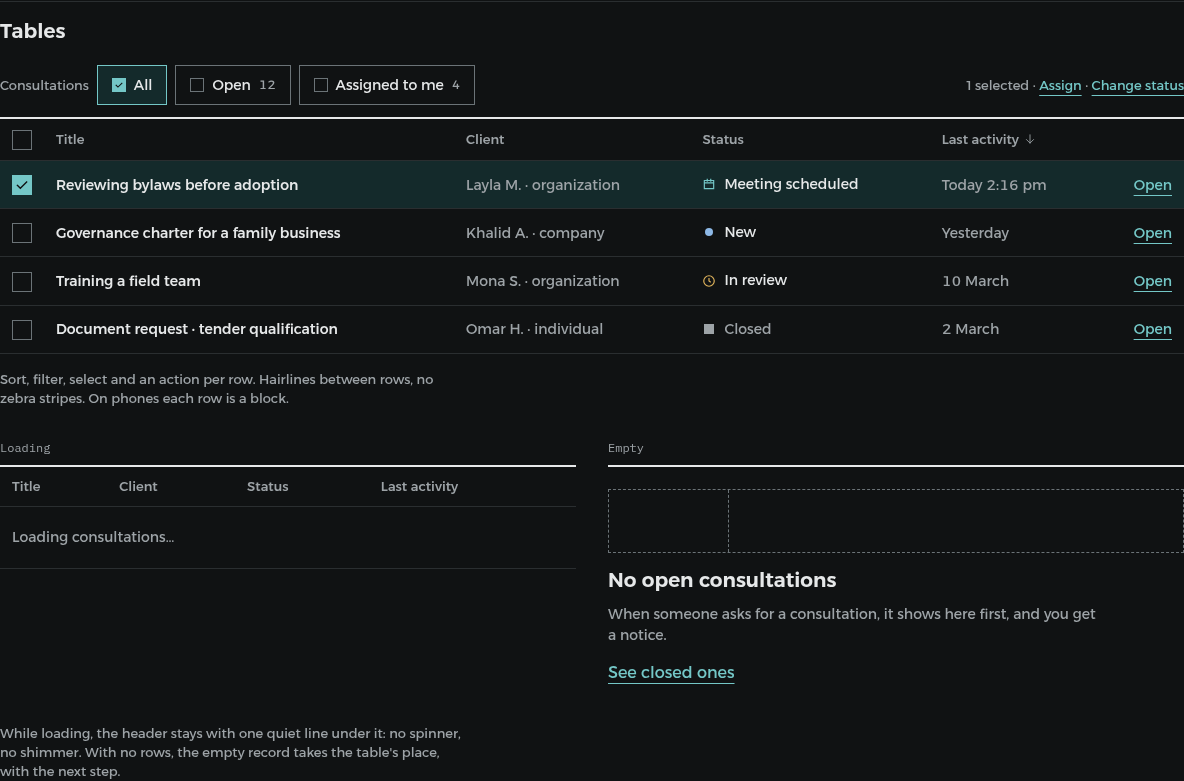 Tables
Consultations All Open 12 Assigned to me 4 1 selected · Assign · Change status
Title Client Status Last activity ↓
Reviewing bylaws before adoption Layla M. · organization Meeting scheduled Today 2:16 pm Open
Governance charter for a family business Khalid A. · company New Yesterday Open
Training a field team Mona S. · organization In review 10 March Open
Document request · tender qualification Omar H. · individual Closed 2 March Open
Sort, filter, select and an action per row. Hairlines between rows, no
zebra stripes. On phones each row is a block.
Loading
Title Client Status Last activity
Loading consultations…
Empty
No open consultations
When someone asks for a consultation, it shows here first, and you get
a notice.
See closed ones
While loading, the header stays with one quiet line under it: no spinner,
no shimmer. With no rows, the empty record takes the table's place,
with the next step.